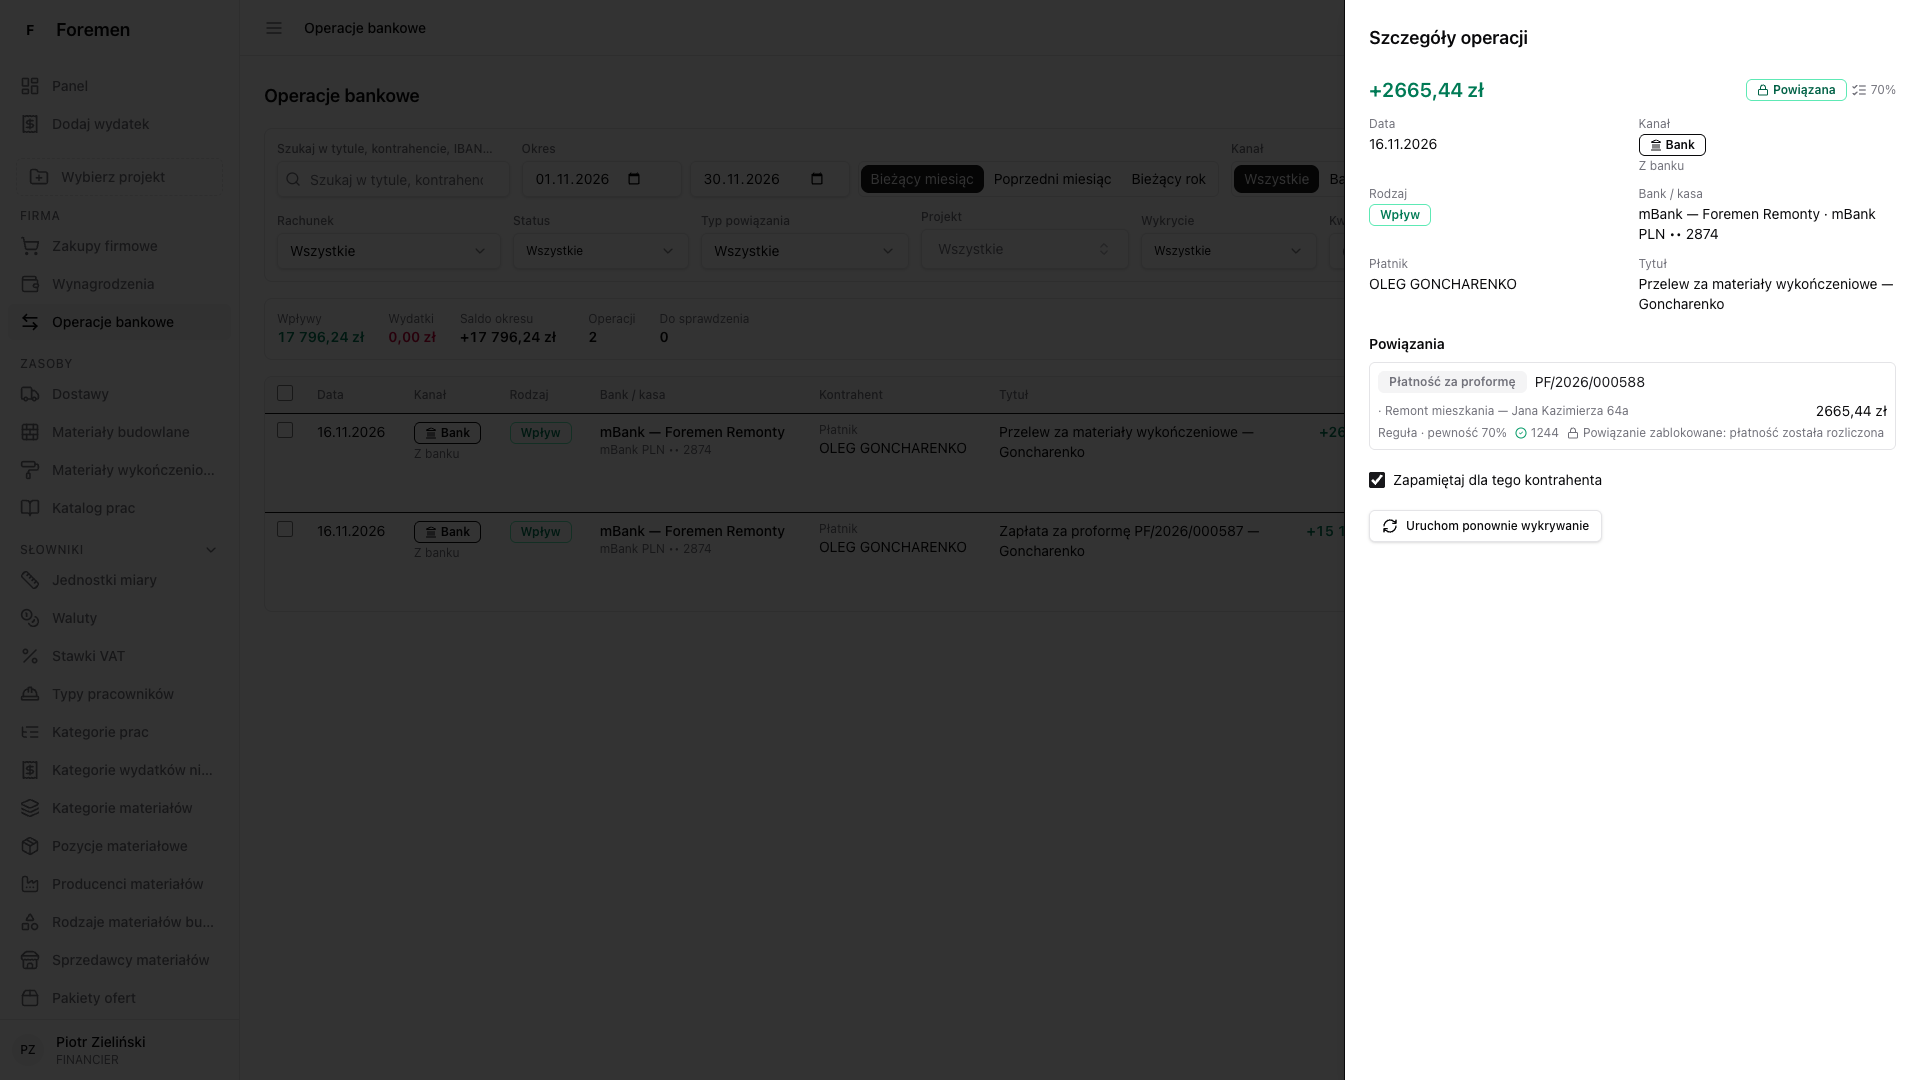 F Foremen
Panel
Dodaj wydatek
Wybierz projekt
FIRMA
Zakupy firmowe
Wynagrodzenia
Operacje bankowe
ZASOBY
Dostawy
Materiały budowlane
Materiały wykończenio...
Katalog prac
SŁOWNIKI
Jednostki miary
Waluty
Stawki VAT
Typy pracowników
Kategorie prac
Kategorie wydatków ni...
Kategorie materiałów
Pozycje materiałowe
Producenci materiałów
Rodzaje materiałów bu...
Sprzedawcy materiałów
Pakiety ofert
PZ Piotr Zieliński
FINANCIER
Operacje bankowe
Operacje bankowe
Szukaj w tytule, kontrahencie, IBAN... Okres Kanał
Szukaj w tytule, kontrahenc 01.11.2026 30.11.2026 Bieżący miesiąc Poprzedni miesiąc Bieżący rok Wszystkie Ba
Rachunek Status Typ powiązania Projekt Wykrycie Kw
Wszystkie Wszystkie Wszystkie Wszystkie Wszystkie
Wpływy Wydatki Saldo okresu Operacji Do sprawdzenia
17 796,24 zł 0,00 zł +17 796,24 zł 2 0
Data Kanał Rodzaj Bank / kasa Kontrahent Tytuł
16.11.2026 Bank Wpływ mBank — Foremen Remonty Płatnik Przelew za materiały wykończeniowe — +26
Z banku mBank PLN •• 2874 OLEG GONCHARENKO Goncharenko
16.11.2026 Bank Wpływ mBank — Foremen Remonty Płatnik Zapłata za proformę PF/2026/000587 — +15 1
Z banku mBank PLN •• 2874 OLEG GONCHARENKO Goncharenko
Szczegóły operacji
+2665,44 zł Powiązana 70%
Data Kanał
16.11.2026 Bank
Z banku
Rodzaj Bank / kasa
Wpływ mBank — Foremen Remonty · mBank
PLN •• 2874
Płatnik Tytuł
OLEG GONCHARENKO Przelew za materiały wykończeniowe —
Goncharenko
Powiązania
Płatność za proformę PF/2026/000588
· Remont mieszkania — Jana Kazimierza 64a 2665,44 zł
Reguła · pewność 70% 1244 Powiązanie zablokowane: płatność została rozliczona
Zapamiętaj dla tego kontrahenta
Uruchom ponownie wykrywanie